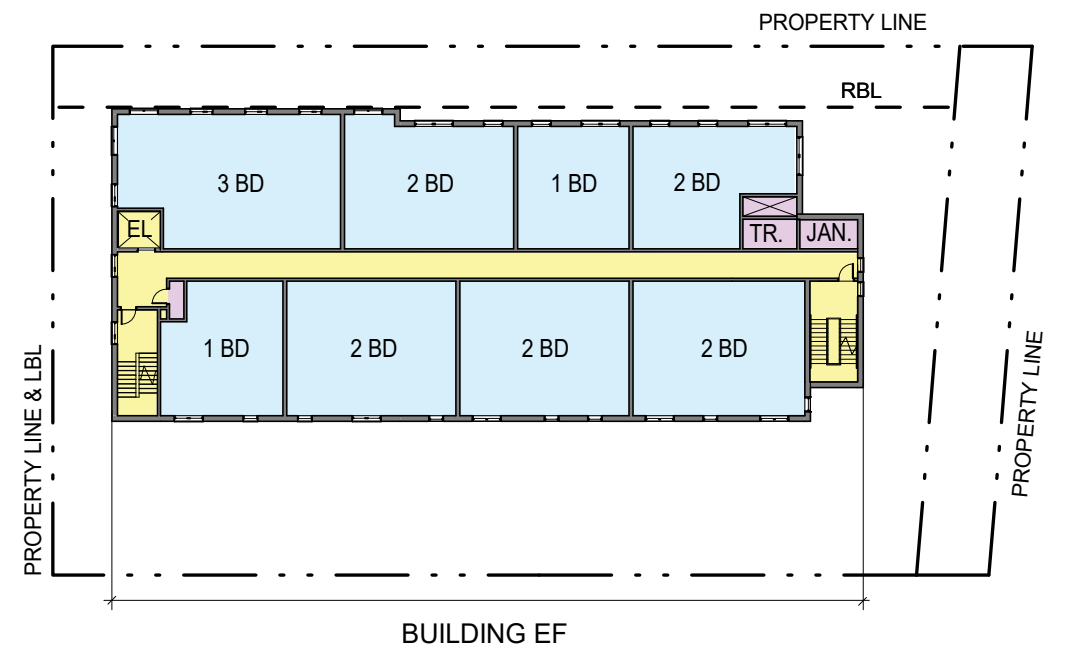 PROPERTY LINE
RBL
3 BD
2 BD
1 BD
2 BD
EL
TR.
JAN.
1 BD
2 BD
2 BD
2 BD
PROPERTY LINE & LBL
PROPERTY LINE
BUILDING EF